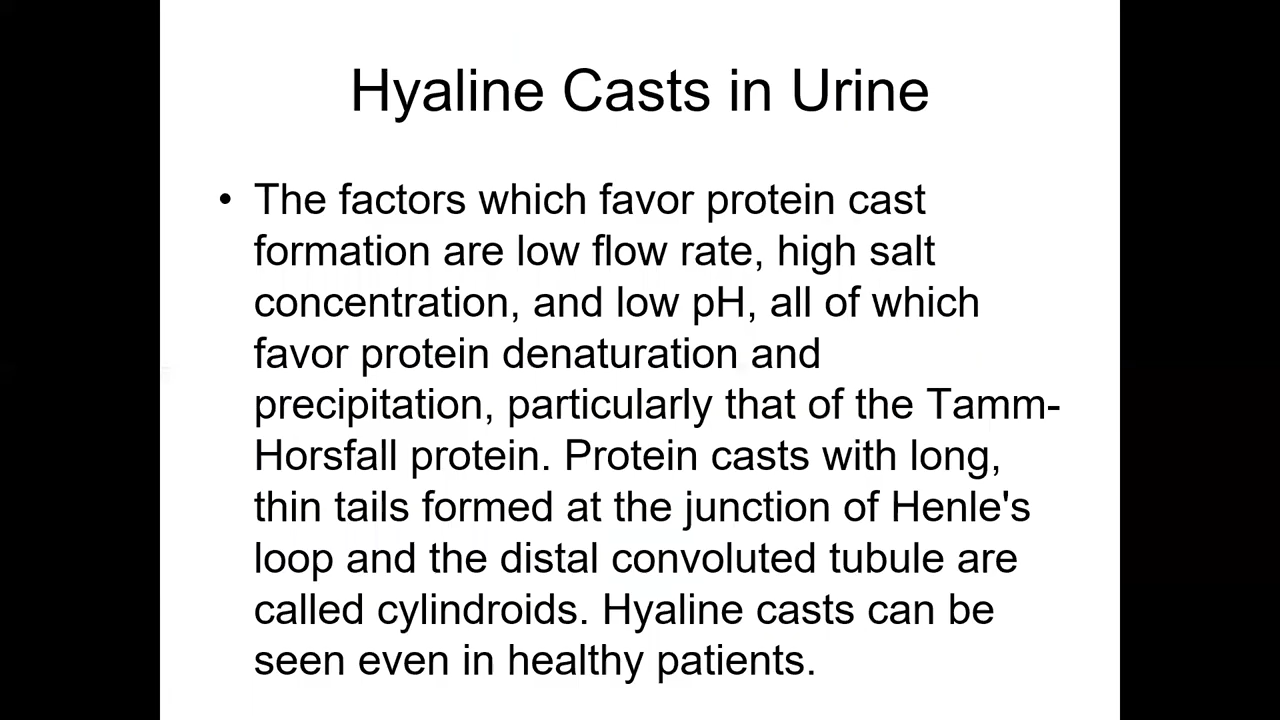 Hyaline Casts in Urine
• The factors which favor protein cast
formation are low flow rate, high salt
concentration, and low pH, all of which
favor protein denaturation and
precipitation, particularly that of the Tamm-
Horsfall protein. Protein casts with long,
thin tails formed at the junction of Henle's
loop and the distal convoluted tubule are
called cylindroids. Hyaline casts can be
seen even in healthy patients.